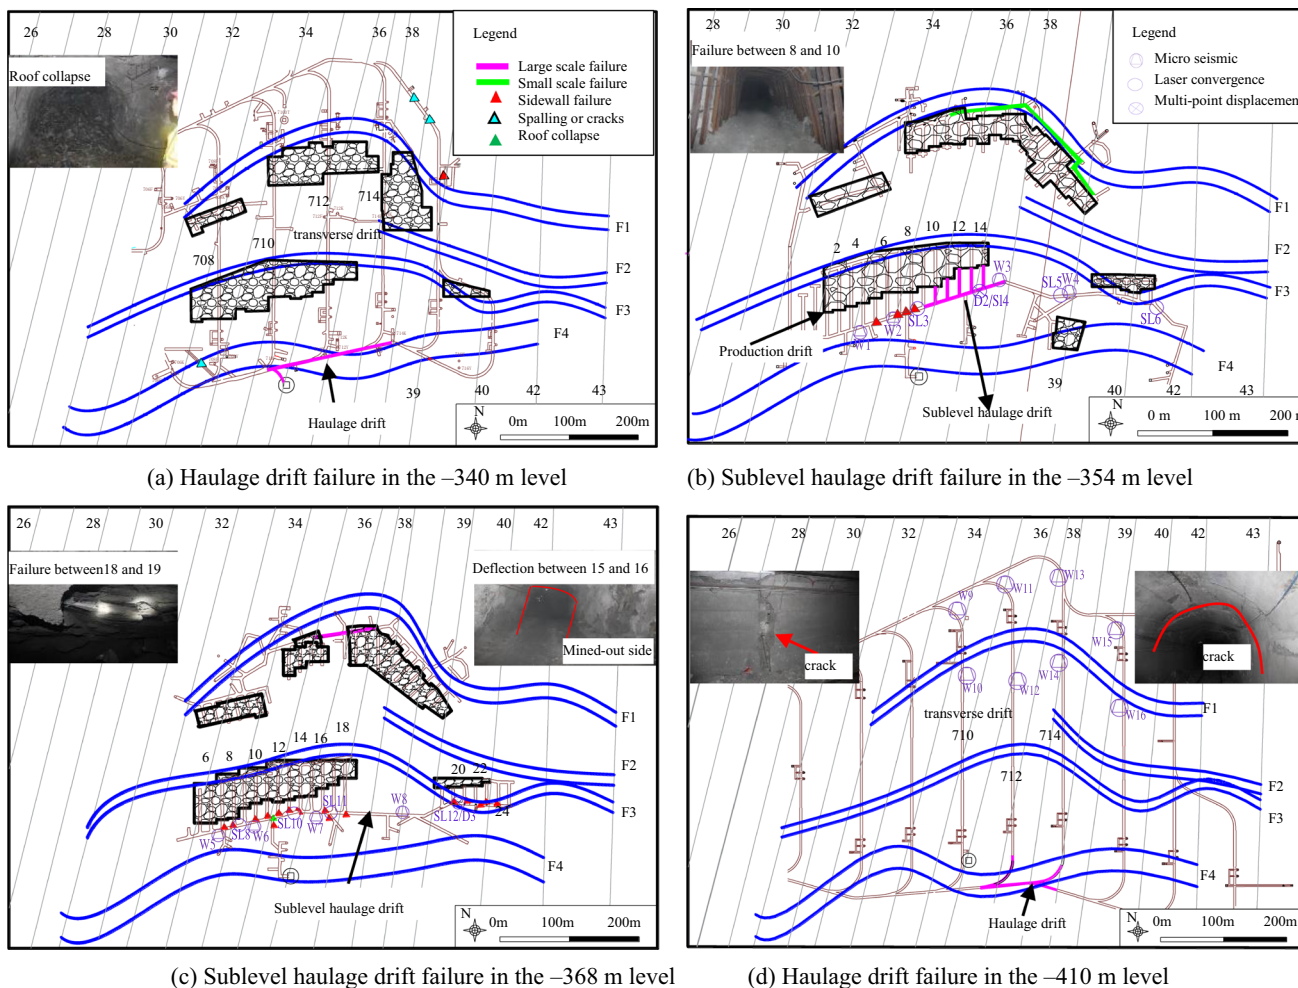 26 28 30 32 34 35 36 38
Roof collapse
Legend
Large scale failure
Small scale failure
Sidewall failure
Spalling or cracks
Roof collapse
714
712
transverse drift
710
708
F1
F2
F3
F4
39 40 42 43
Haulage drift
N
0m 100m 200m
(a) Haulage drift failure in the –340 m level
28 30 32 34 35 36 38
Failure between 8 and 10
Legend
Micro seismic
Laser convergence
Multi-point displacemen
F1
F2
F3
F4
2 4 6 8 10 12 14
W3
D2/Sl4
SL5 W4
SL6
SL3
W2
W1
Production drift
Sublevel haulage drift
39 40 42 43
N
0 m 100 m 200 m
(b) Sublevel haulage drift failure in the –354 m level
26 28 30 32 34 35 36 38 39 40 42 43
Failure between18 and 19
Deflection between 15 and 16
Mined-out side
F1
F2
F3
F4
6 8 10 12 14 16 18
20 22
24
SL11
W8
SL12/D3
SL10
W7
SL8
W6
W5
Sublevel haulage drift
N
0m 100m 200m
(c) Sublevel haulage drift failure in the –368 m level
26 28 30 32 34 35 36 38 39 40 42 43
crack
crack
W13
W11
W9
W15
W14
W10
W12
W16
transverse drift
710
714
712
F1
F2
F3
F4
Haulage drift
N
0m 100m 200m
(d) Haulage drift failure in the –410 m level